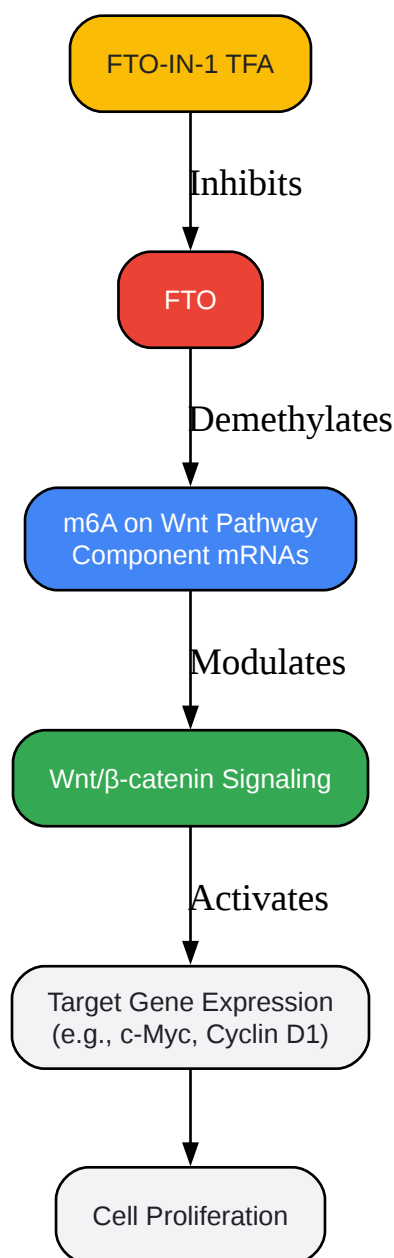 FTO-IN-1 TFA
Inhibits
FTO
Demethylates
m6A on Wnt Pathway
Component mRNAs
Modulates
Wnt/β-catenin Signaling
Activates
Target Gene Expression
(e.g., c-Myc, Cyclin D1)
Cell Proliferation